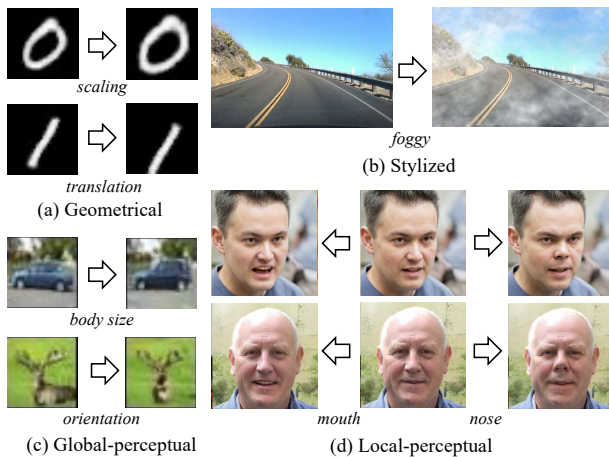 scaling
translation
(a) Geometrical
foggy
(b) Stylized
body size
orientation
(c) Global-perceptual
mouth
nose
(d) Local-perceptual